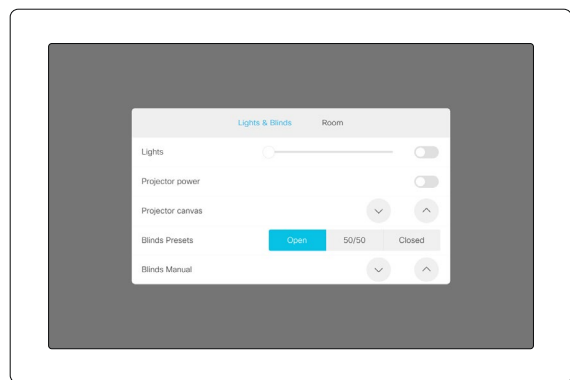 Lights & Blinds Room
Lights
Projector power
Projector canvas
Blinds Presets Open 50/50 Closed
Blinds Manual